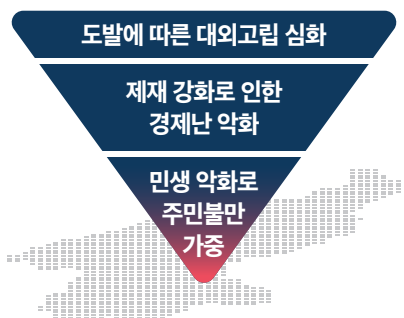 도발에 따른 대외고립 심화
제재 강화로 인한
경제난 악화
민생 악화로
주민불만
가중